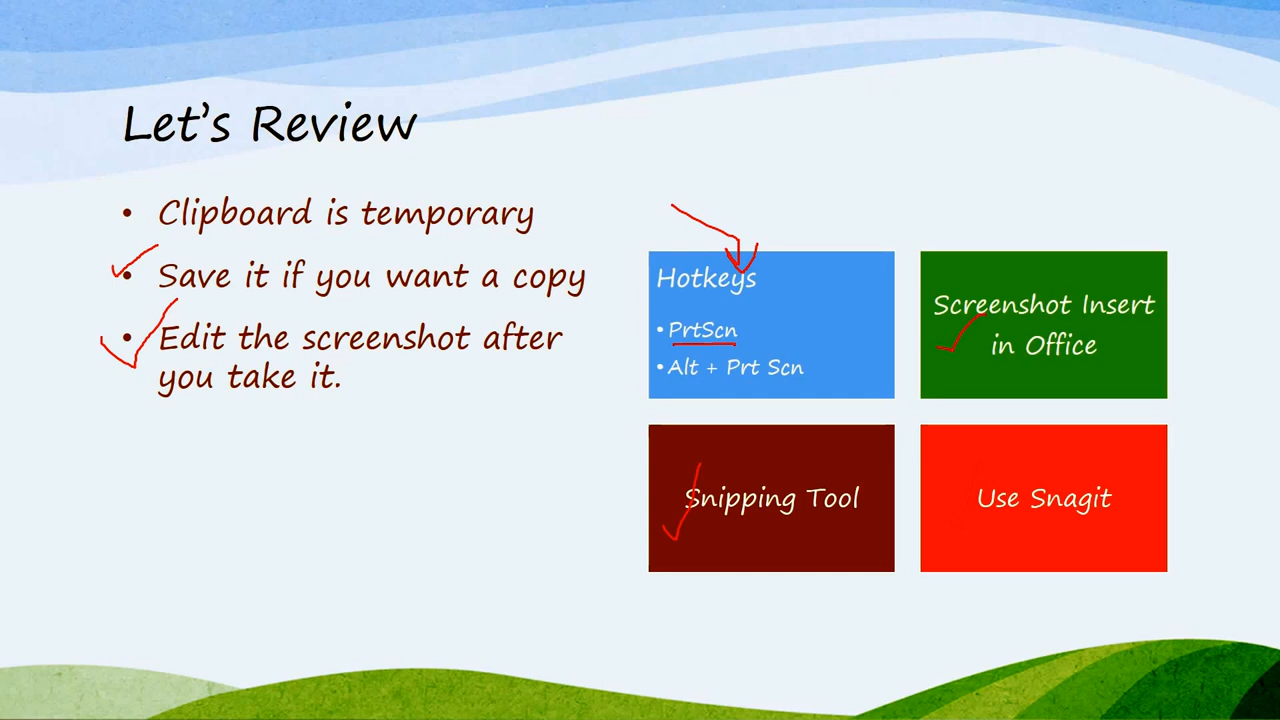 Let's Review
• Clipboard is temporary
• Save it if you want a copy
• Edit the screenshot after
you take it.
Hotkeys
• PrtScn
• Alt + Prt Scn
Screenshot Insert
in Office
Snipping Tool
Use Snagit